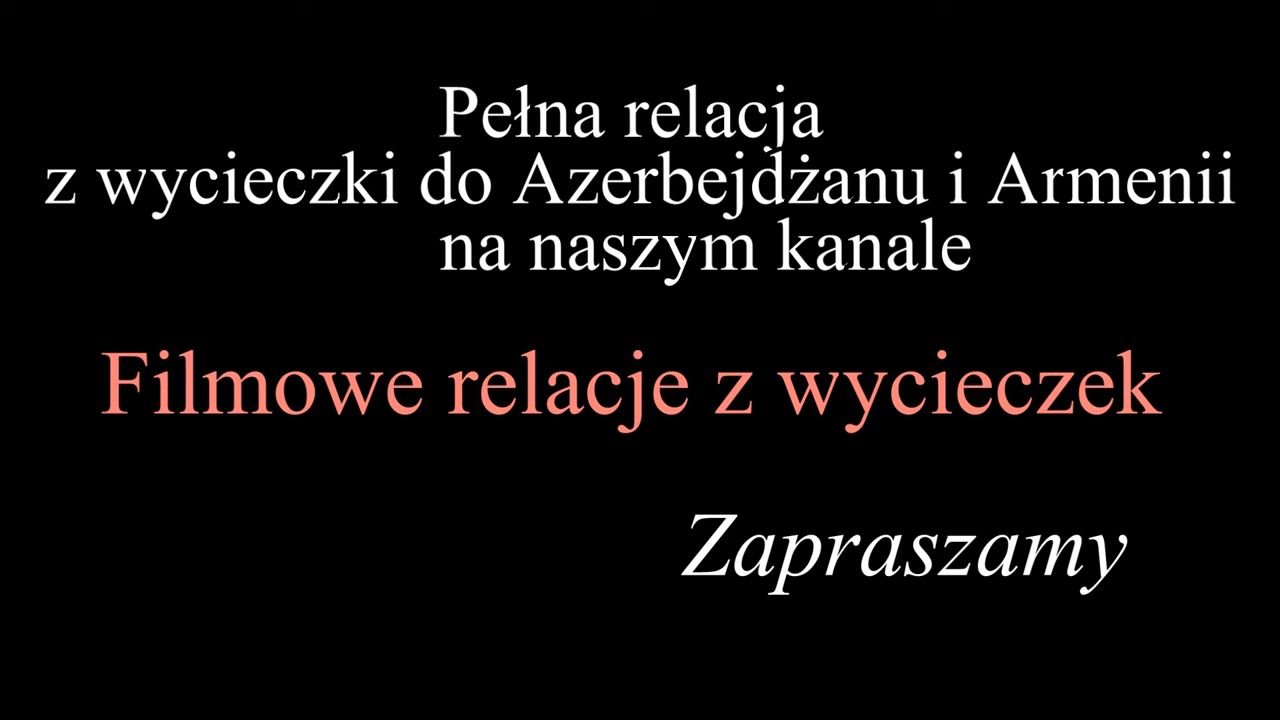 Pełna relacja
z wycieczki do Azerbejdżanu i Armenii
na naszym kanale
Filmowe relacje z wycieczek
Zapraszamy